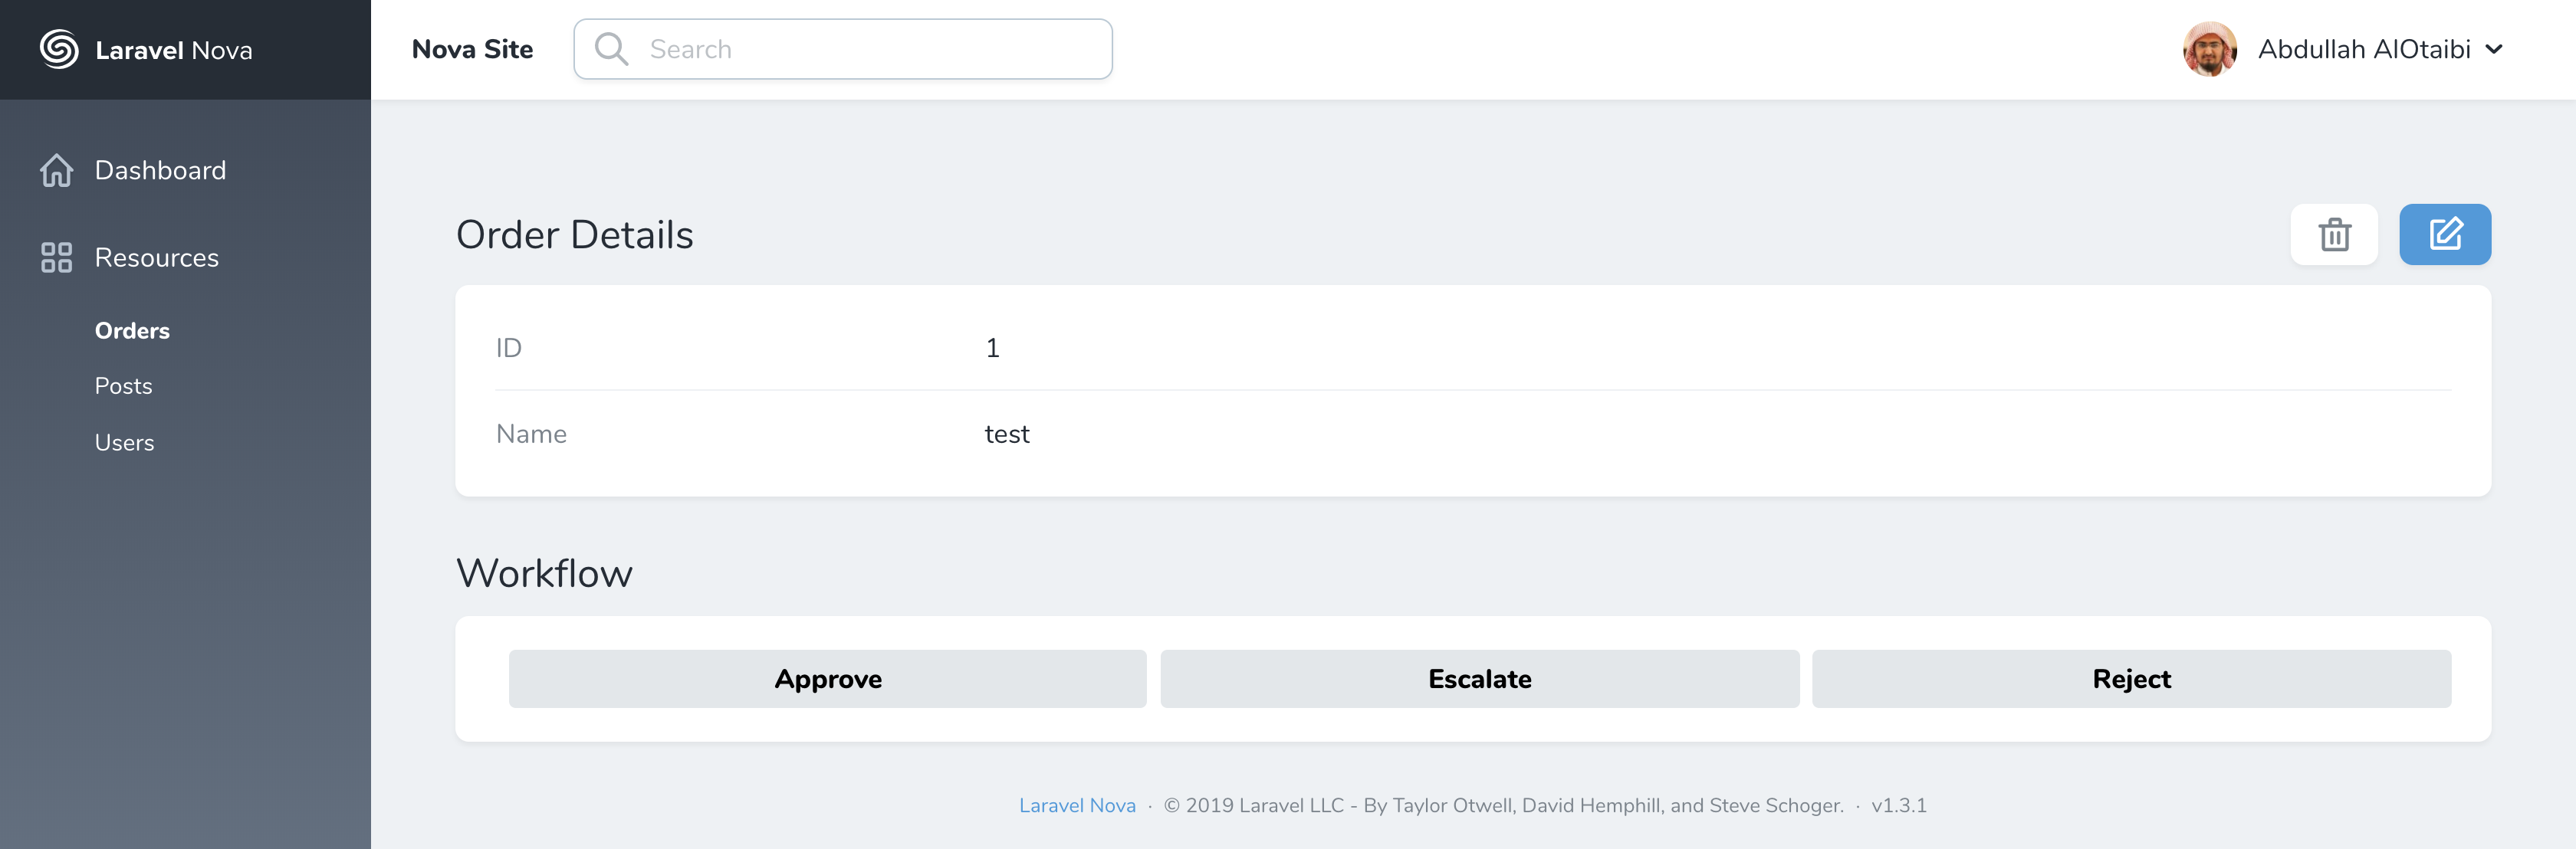 Laravel Nova
Nova Site
Search
Abdullah AlOtaibi
Dashboard
Resources
Orders
Posts
Users
Order Details
ID 1
Name test
Workflow
Approve Escalate Reject
Laravel Nova · © 2019 Laravel LLC - By Taylor Otwell, David Hemphill, and Steve Schoger. · v1.3.1